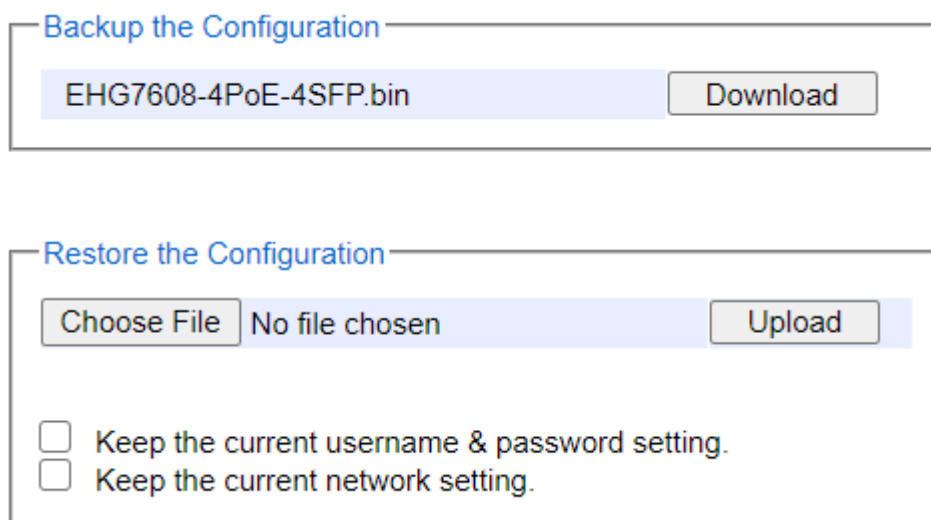 Backup the Configuration
EHG7608-4PoE-4SFP.bin Download
Restore the Configuration
Choose File No file chosen Upload
Keep the current username & password setting.
Keep the current network setting.